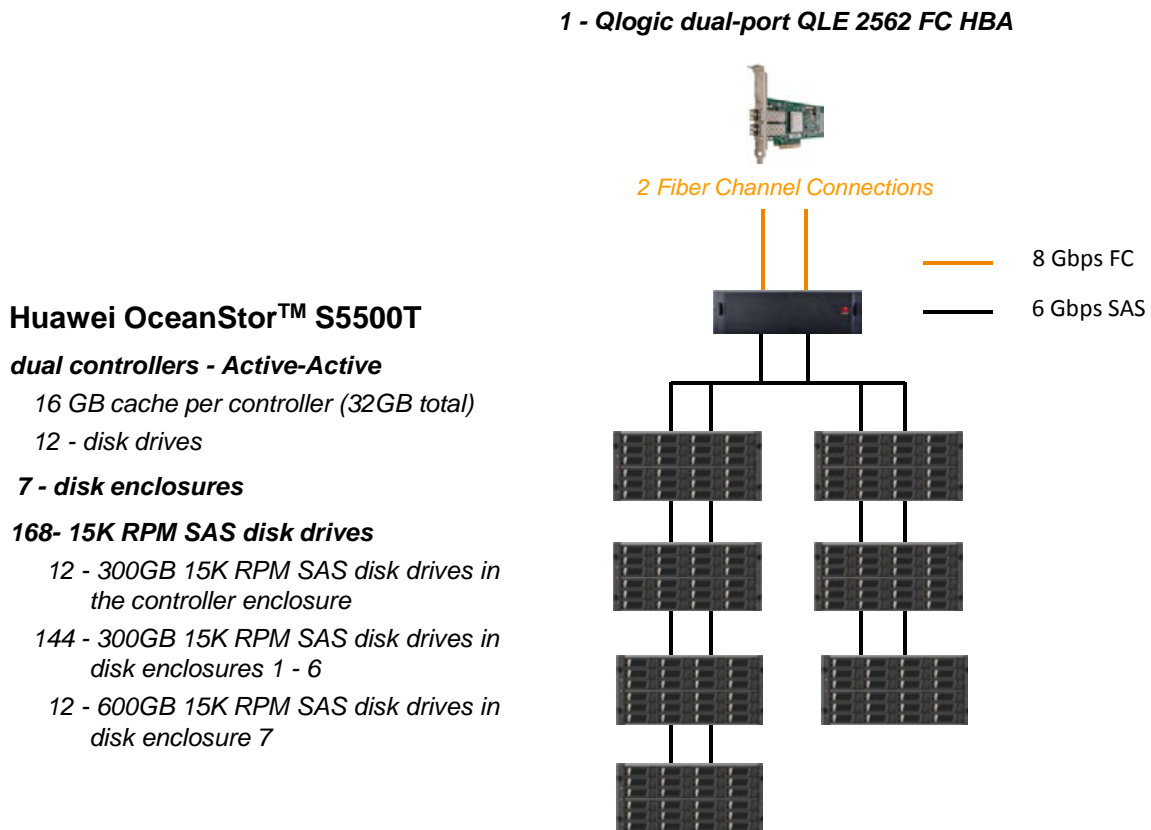 1 - Qlogic dual-port QLE 2562 FC HBA
2 Fiber Channel Connections
8 Gbps FC
6 Gbps SAS
Huawei OceanStorTM S5500T
dual controllers - Active-Active
16 GB cache per controller (32GB total)
12 - disk drives
7 - disk enclosures
168- 15K RPM SAS disk drives
12 - 300GB 15K RPM SAS disk drives in
the controller enclosure
144 - 300GB 15K RPM SAS disk drives in
disk enclosures 1 - 6
12 - 600GB 15K RPM SAS disk drives in
disk enclosure 7